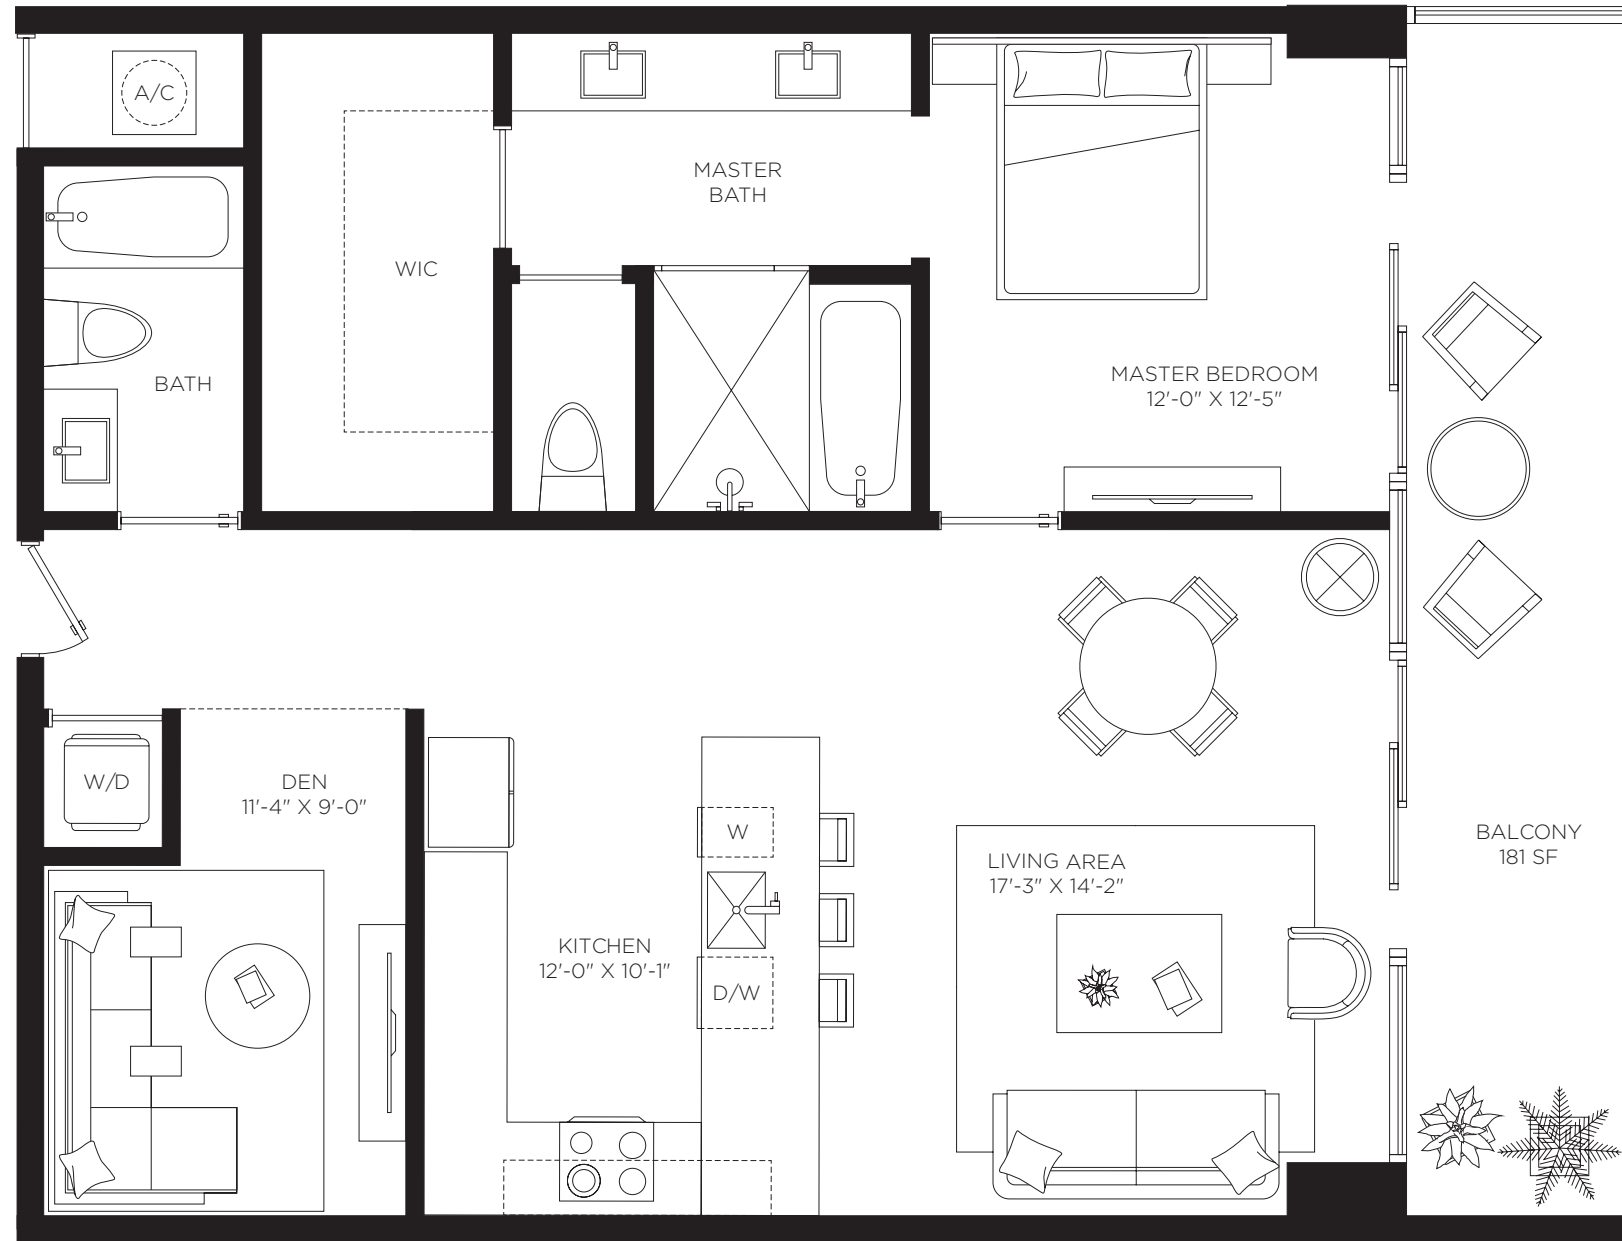 A/C
MASTER
BATH
WIC
BATH
MASTER BEDROOM
12'-0" X 12'-5"
W/D
DEN
11'-4" X 9'-0"
W
LIVING AREA
17'-3" X 14'-2"
BALCONY
181 SF
KITCHEN
12'-0" X 10'-1"
D/W